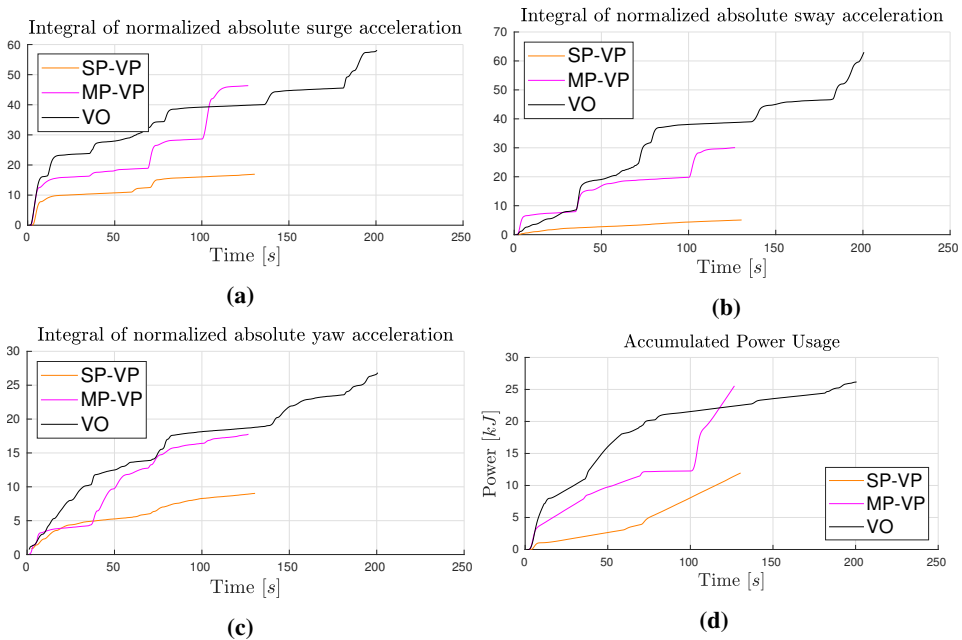 Integral of normalized absolute surge acceleration
60
50
40
30
20
10
0
SP-VP
MP-VP
VO
0 50 100 150 200 250
Time [s]
(a)
Integral of normalized absolute sway acceleration
70
60
50
40
30
20
10
0
SP-VP
MP-VP
VO
0 50 100 150 200 250
Time [s]
(b)
Integral of normalized absolute yaw acceleration
30
25
20
15
10
5
0
SP-VP
MP-VP
VO
0 50 100 150 200 250
Time [s]
(c)
Accumulated Power Usage
Power [kJ]
30
25
20
15
10
5
0
SP-VP
MP-VP
VO
0 50 100 150 200 250
Time [s]
(d)